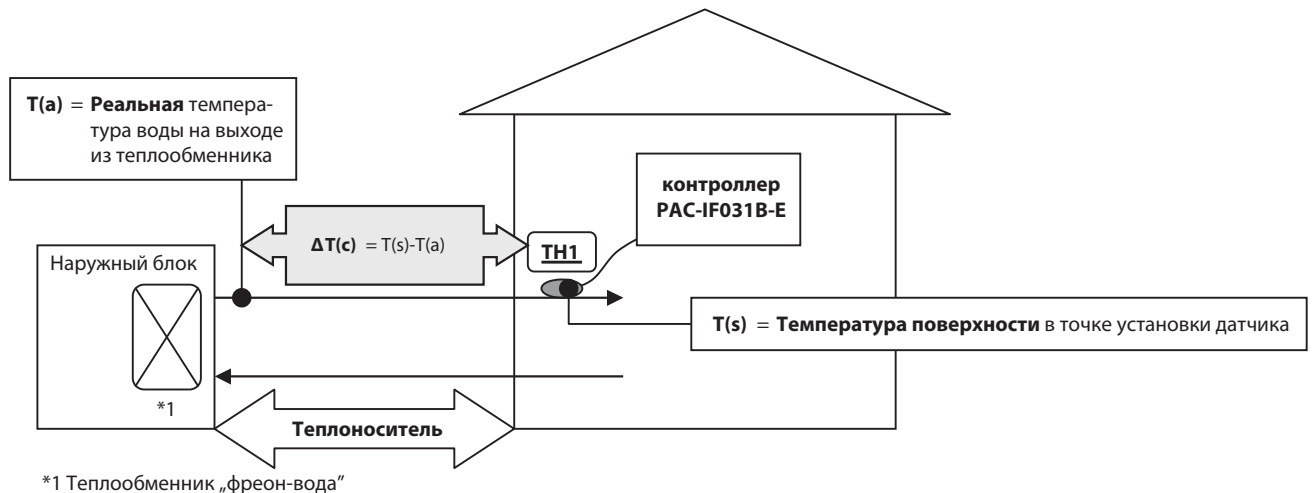 T(a) = Реальная темпера-
тура воды на выходе
из теплообменника
контроллер
PAC-IF031B-E
ΔT(c) = T(s)-T(a)
TH1
Наружный блок
T(s) = Температура поверхности в точке установки датчика
*1
Теплоноситель
*1 Теплообменник „фреон-вода”